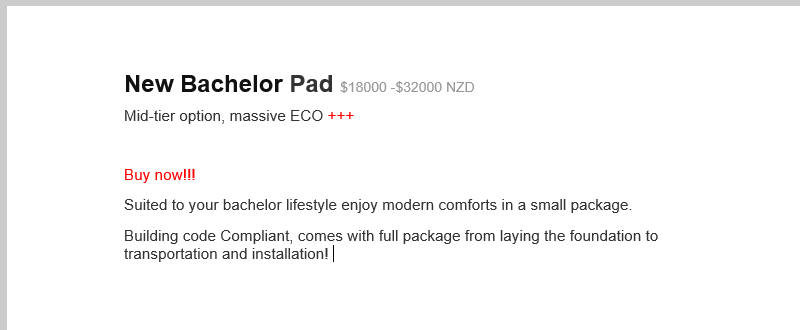 New Bachelor Pad $18000 -$32000 NZD
Mid-tier option, massive ECO +++
Buy now!!!
Suited to your bachelor lifestyle enjoy modern comforts in a small package.
Building code Compliant, comes with full package from laying the foundation to
transportation and installation!